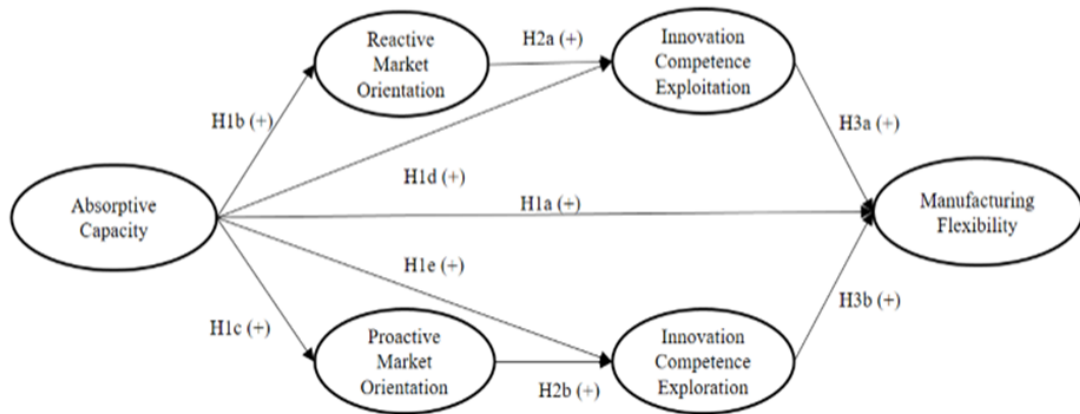 Reactive
Market
Orientation
H2a (+)
Innovation
Competence
Exploitation
H1b (+)
H3a (+)
H1d (+)
Absorptive
Capacity
H1a (+)
Manufacturing
Flexibility
H1e (+)
H3b (+)
H1c (+)
Proactive
Market
Orientation
H2b (+)
Innovation
Competence
Exploration